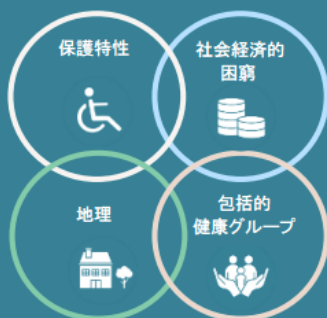 保護特性
社会経済的
困窮
地理
包括的
健康グループ